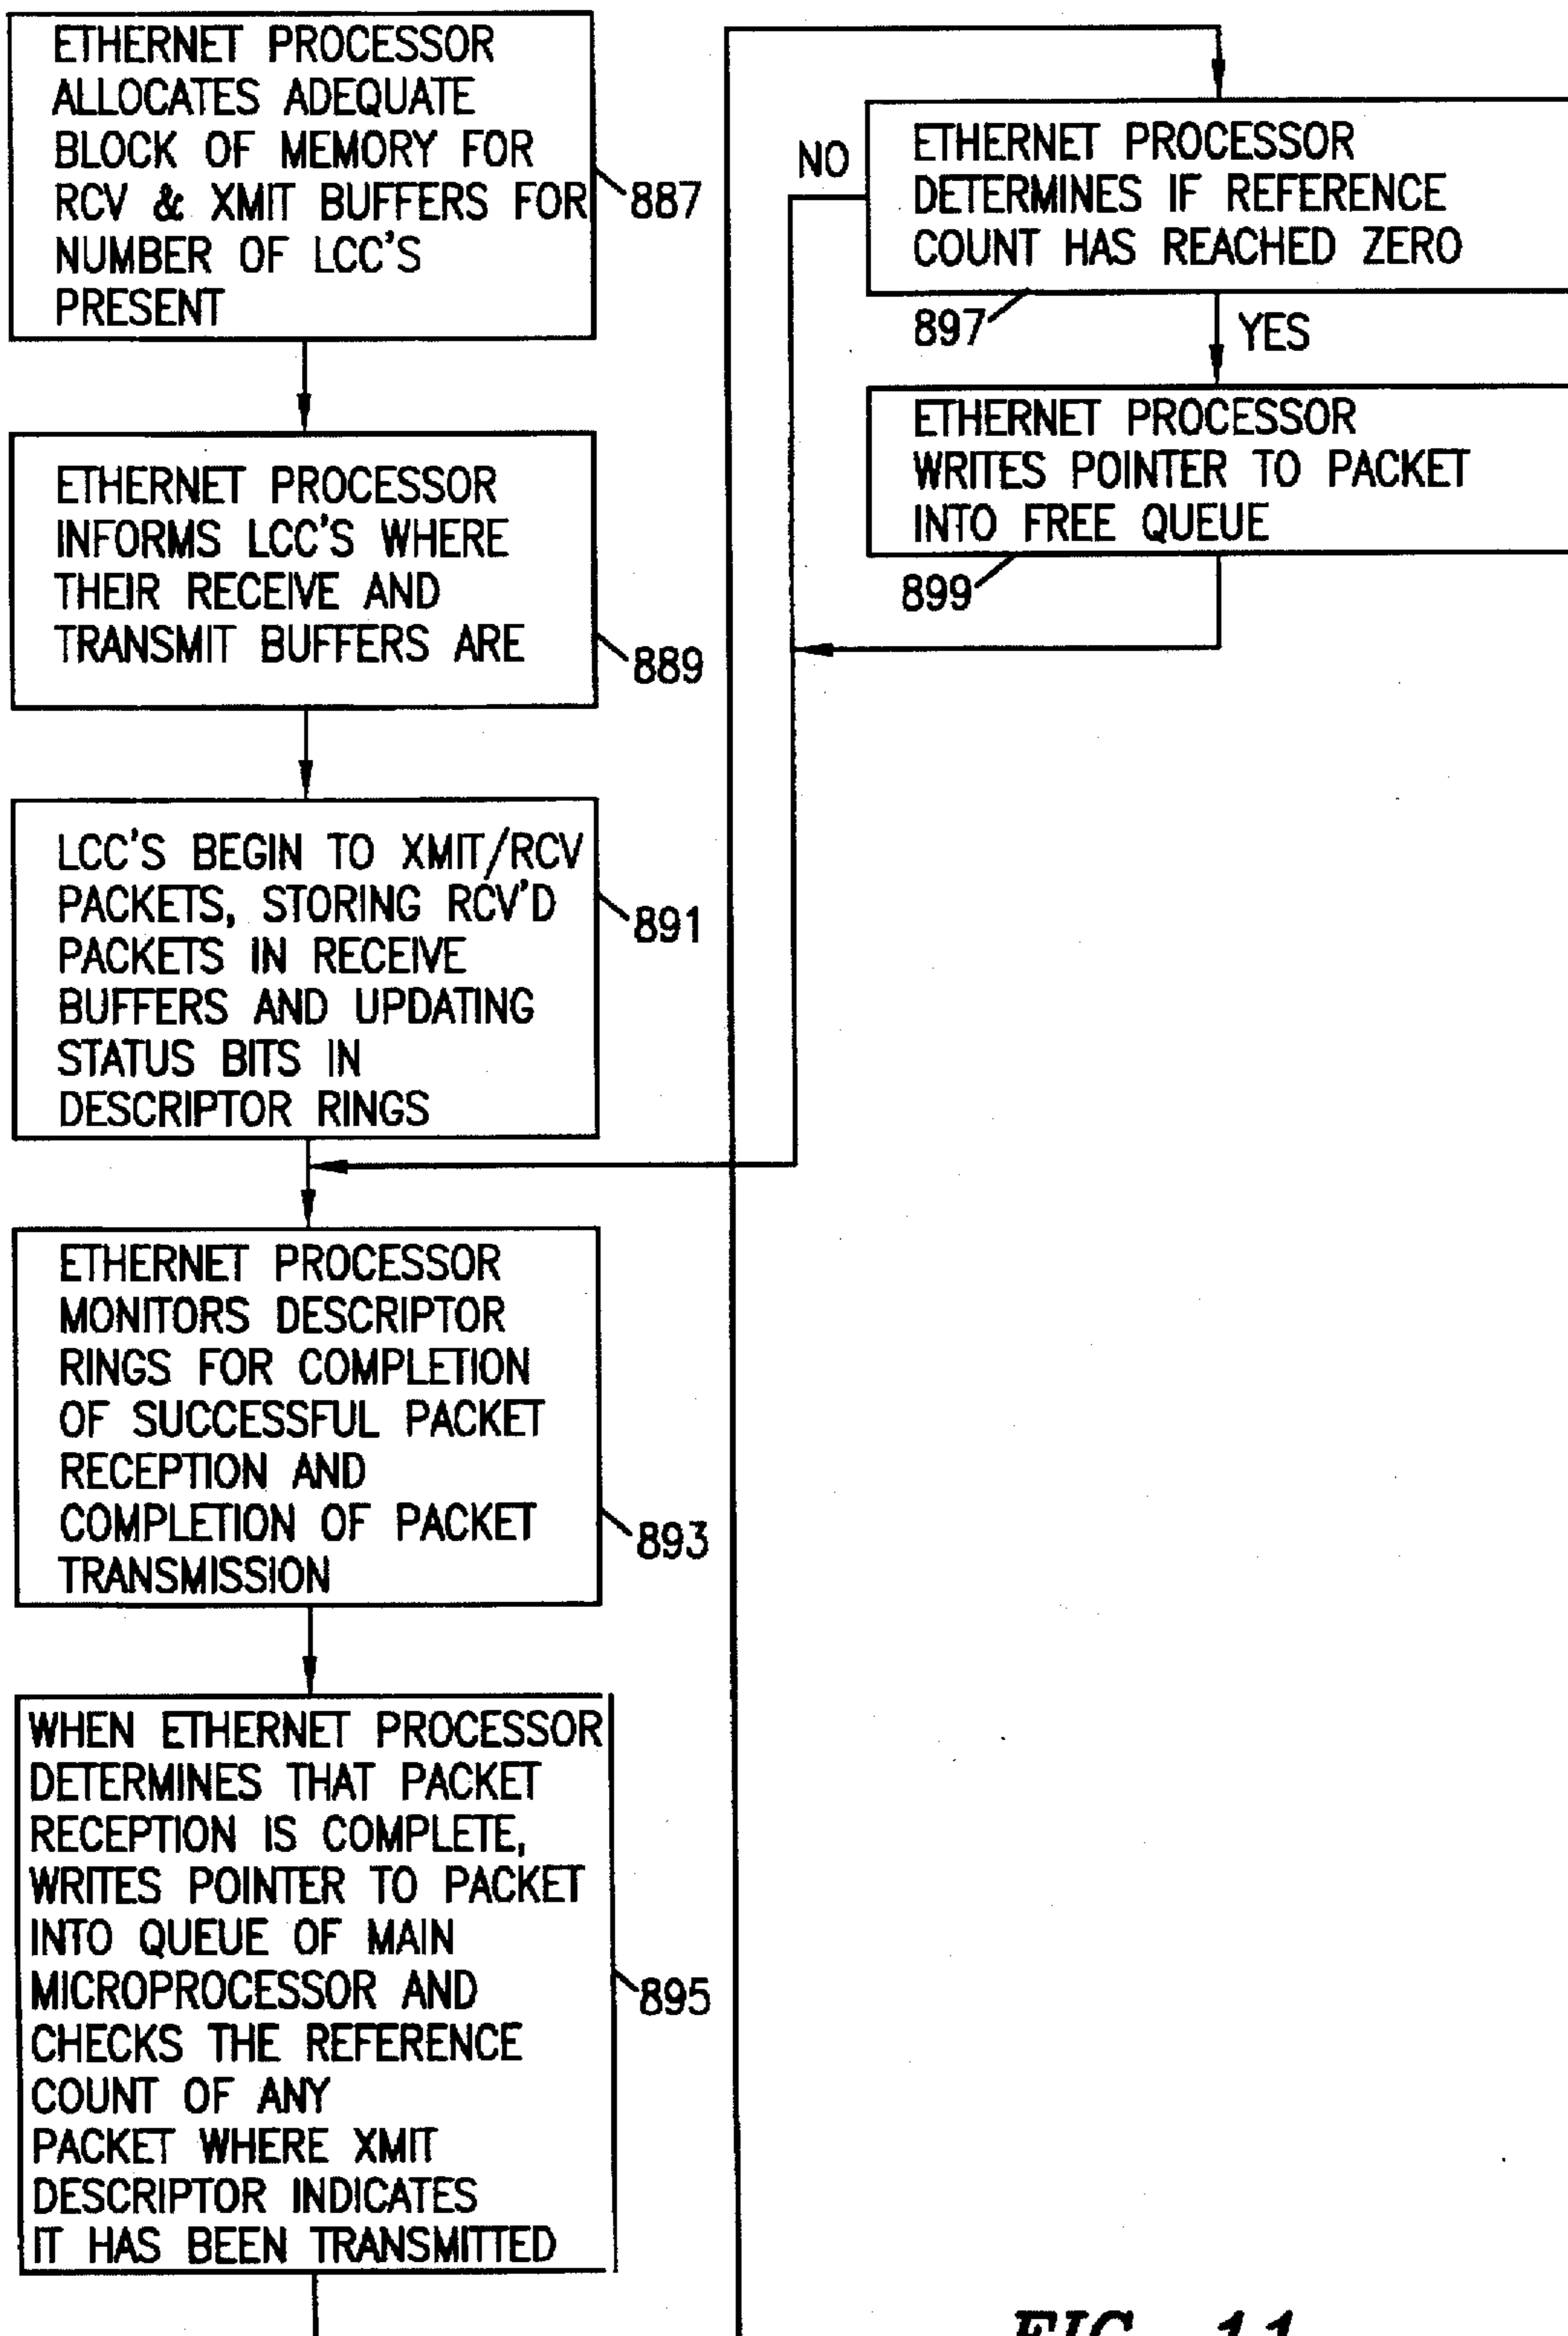 ETHERNET PROCESSOR
ALLOCATES ADEQUATE
BLOCK OF MEMORY FOR
RCV & XMIT BUFFERS FOR
NUMBER OF LCC'S
PRESENT
887
ETHERNET PROCESSOR
INFORMS LCC'S WHERE
THEIR RECEIVE AND
TRANSMIT BUFFERS ARE
889
LCC'S BEGIN TO XMIT/RCV
PACKETS, STORING RCV'D
PACKETS IN RECEIVE
BUFFERS AND UPDATING
STATUS BITS IN
DESCRIPTOR RINGS
891
ETHERNET PROCESSOR
MONITORS DESCRIPTOR
RINGS FOR COMPLETION
OF SUCCESSFUL PACKET
RECEPTION AND
COMPLETION OF PACKET
TRANSMISSION
893
WHEN ETHERNET PROCESSOR
DETERMINES THAT PACKET
RECEPTION IS COMPLETE,
WRITES POINTER TO PACKET
INTO QUEUE OF MAIN
MICROPROCESSOR AND
CHECKS THE REFERENCE
COUNT OF ANY
PACKET WHERE XMIT
DESCRIPTOR INDICATES
IT HAS BEEN TRANSMITTED
895
NO
ETHERNET PROCESSOR
DETERMINES IF REFERENCE
COUNT HAS REACHED ZERO
897
YES
ETHERNET PROCESSOR
WRITES POINTER TO PACKET
INTO FREE QUEUE
899
FIG. 11